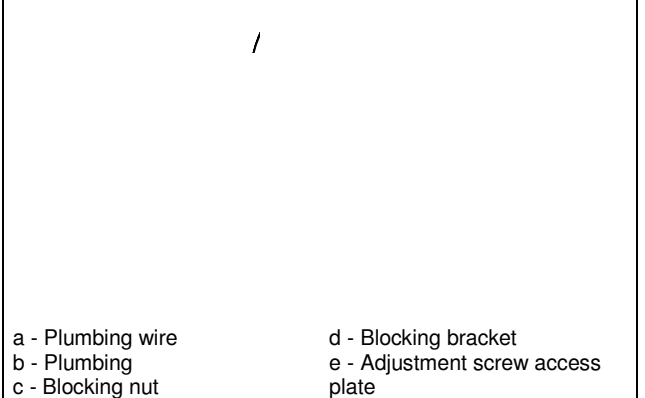 a - Plumbing wire
b - Plumbing
c - Blocking nut
d - Blocking bracket
e - Adjustment screw access
plate